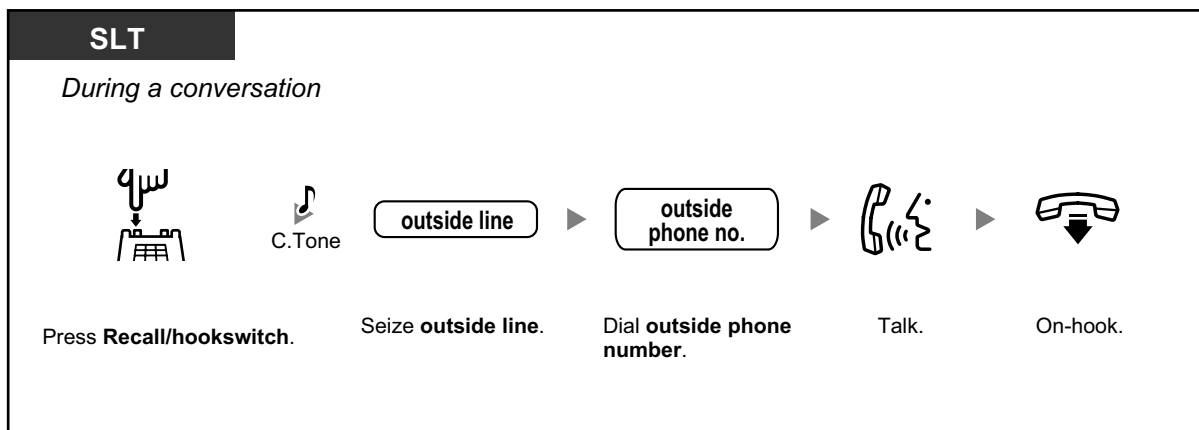 SLT
During a conversation
C.Tone
outside line
outside
phone no.
Press Recall/hookswitch.
Seize outside line.
Dial outside phone
number.
Talk.
On-hook.